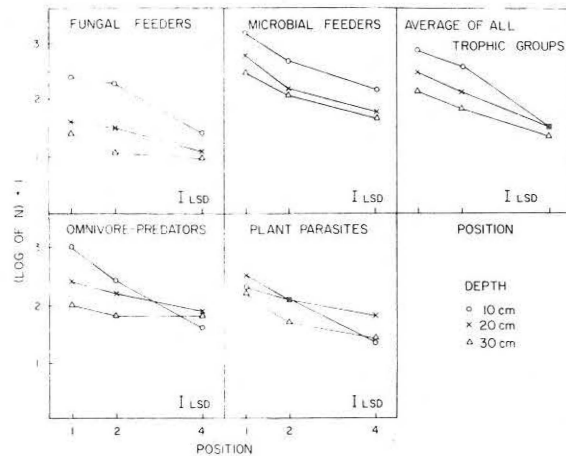 FUNGAL FEEDERS
MICROBIAL FEEDERS
AVERAGE OF ALL
TROPHIC GROUPS
3
2
1
I LSD
I LSD
I LSD
(LOG OF N) + 1
OMNIVORE-PREDATORS
PLANT PARASITES
POSITION
3
2
1
DEPTH
o 10 cm
x 20 cm
△ 30 cm
I LSD
I LSD
1 2 4
1 2 4
POSITION